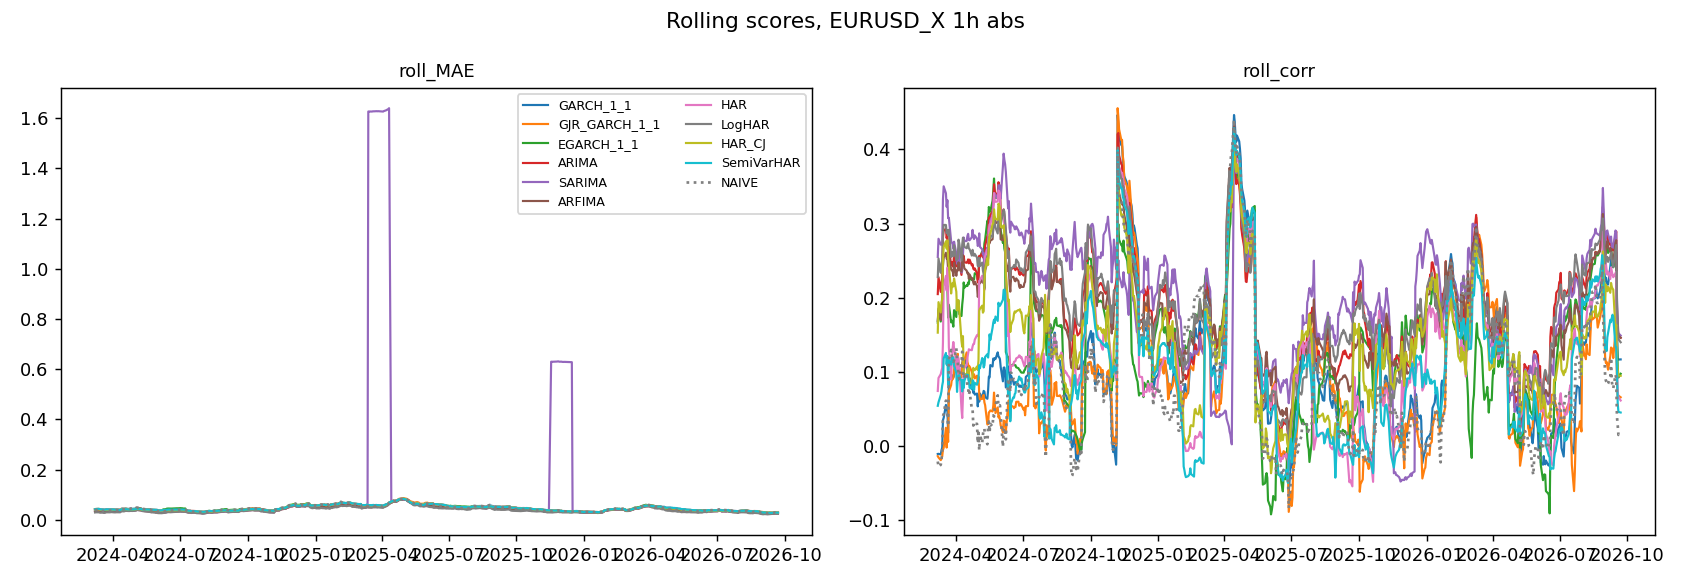 Rolling scores, EURUSD_X 1h abs
roll_MAE
GARCH_1_1
GJR_GARCH_1_1
EGARCH_1_1
ARIMA
SARIMA
ARFIMA
HAR
LogHAR
HAR_CJ
SemiVarHAR
NAIVE
1.6
1.4
1.2
1.0
0.8
0.6
0.4
0.2
0.0
2024-04 2024-07 2024-10 2025-01 2025-04 2025-07 2025-10 2026-01 2026-04 2026-07 2026-10
roll_corr
0.4
0.3
0.2
0.1
0.0
−0.1
2024-04 2024-07 2024-10 2025-01 2025-04 2025-07 2025-10 2026-01 2026-04 2026-07 2026-10